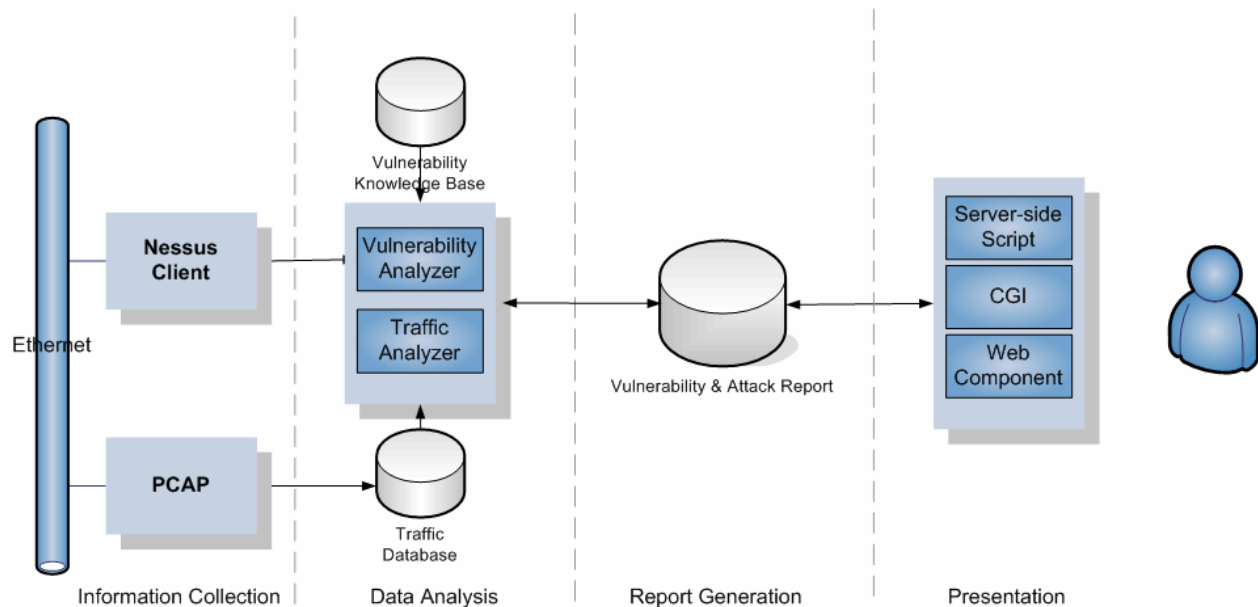 Vulnerability
Knowledge Base
Nessus
Client
Vulnerability
Analyzer
Traffic
Analyzer
Ethernet
PCAP
Traffic
Database
Vulnerability & Attack Report
Server-side
Script
CGI
Web
Component
Information Collection
Data Analysis
Report Generation
Presentation